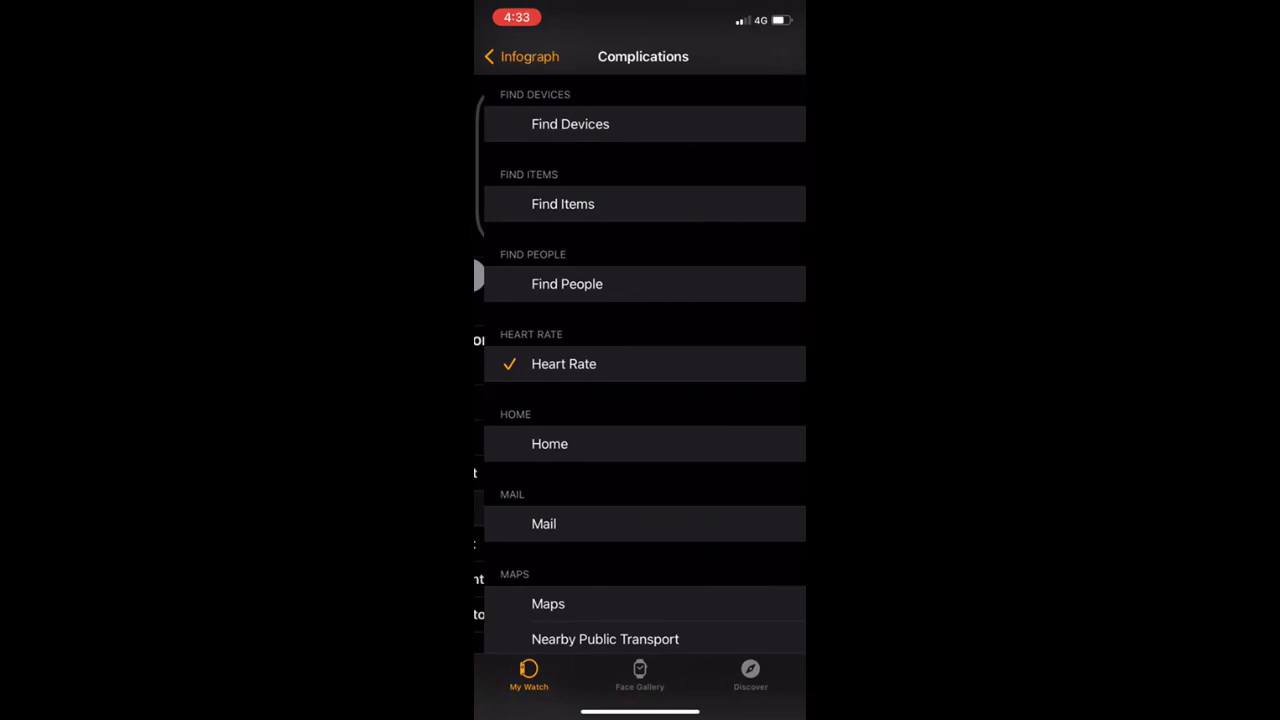 4:33
4G
Infograph
Complications
FIND DEVICES
Find Devices
FIND ITEMS
Find Items
FIND PEOPLE
Find People
HEART RATE
Heart Rate
HOME
Home
MAIL
Mail
MAPS
Maps
Nearby Public Transport
My Watch
Face Gallery
Discover